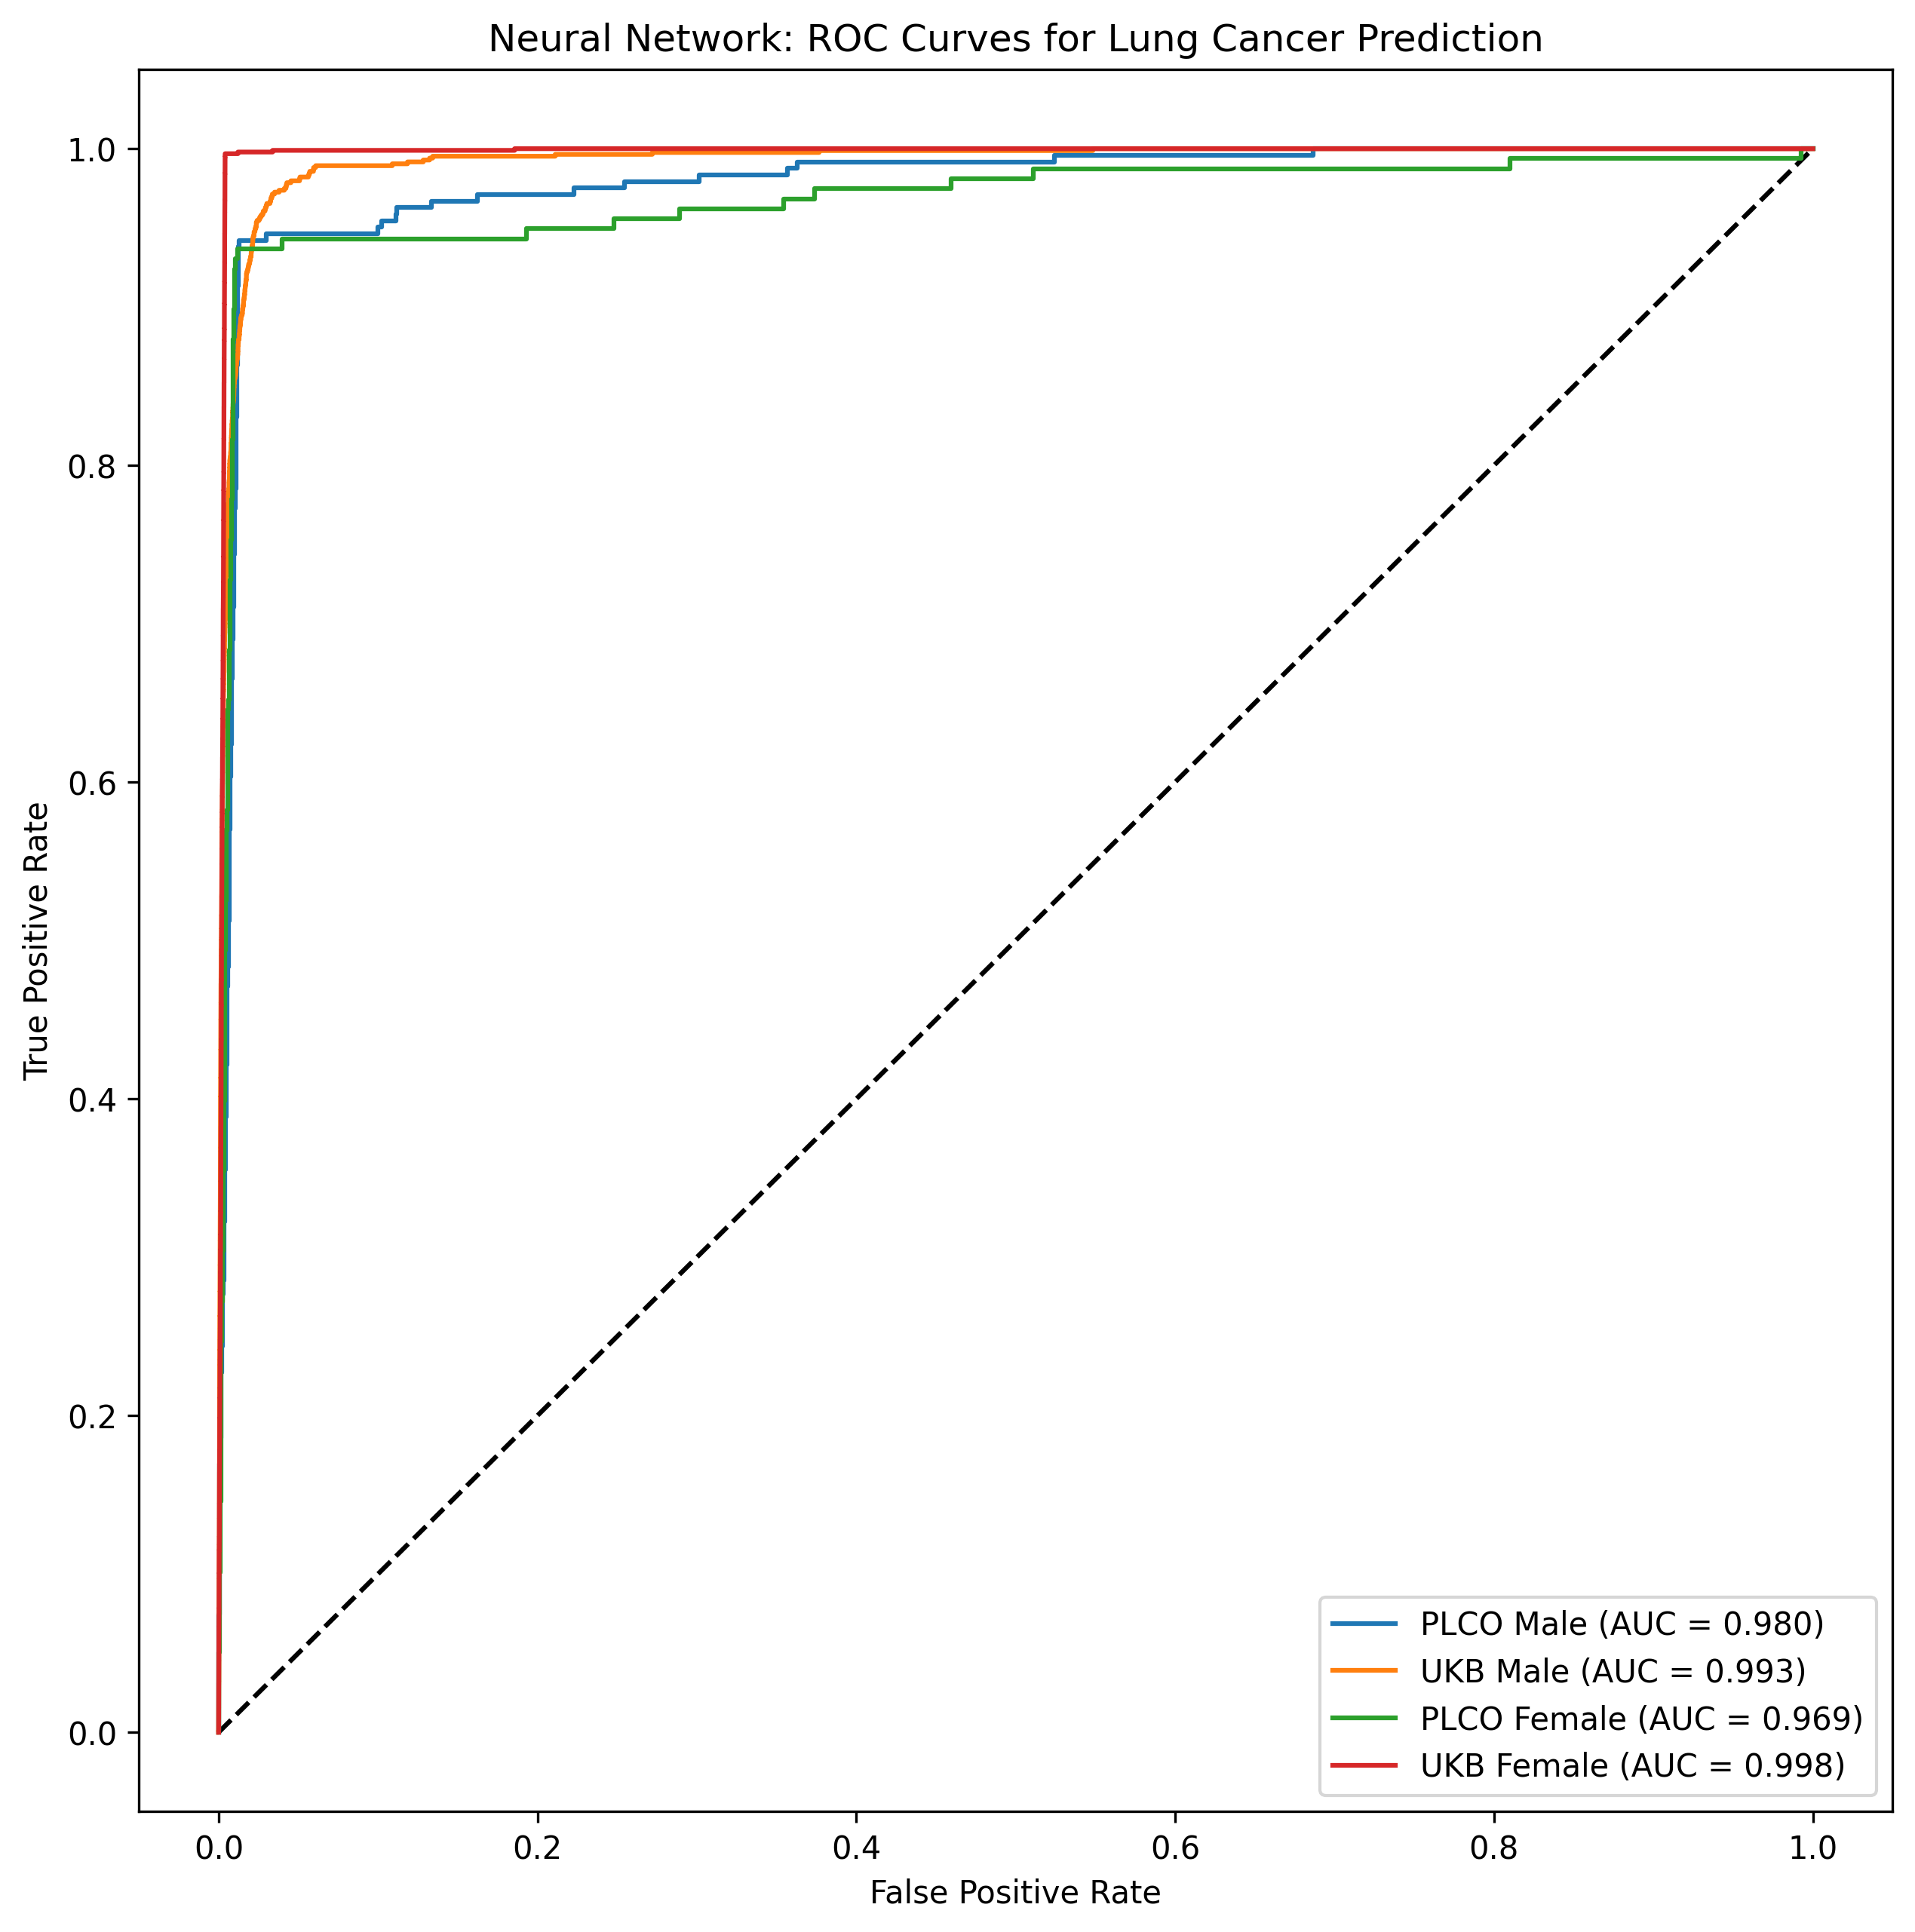 Neural Network: ROC Curves for Lung Cancer Prediction
True Positive Rate
1.0
0.8
0.6
0.4
0.2
0.0
0.0
0.2
0.4
0.6
0.8
1.0
False Positive Rate
PLCO Male (AUC = 0.980)
UKB Male (AUC = 0.993)
PLCO Female (AUC = 0.969)
UKB Female (AUC = 0.998)